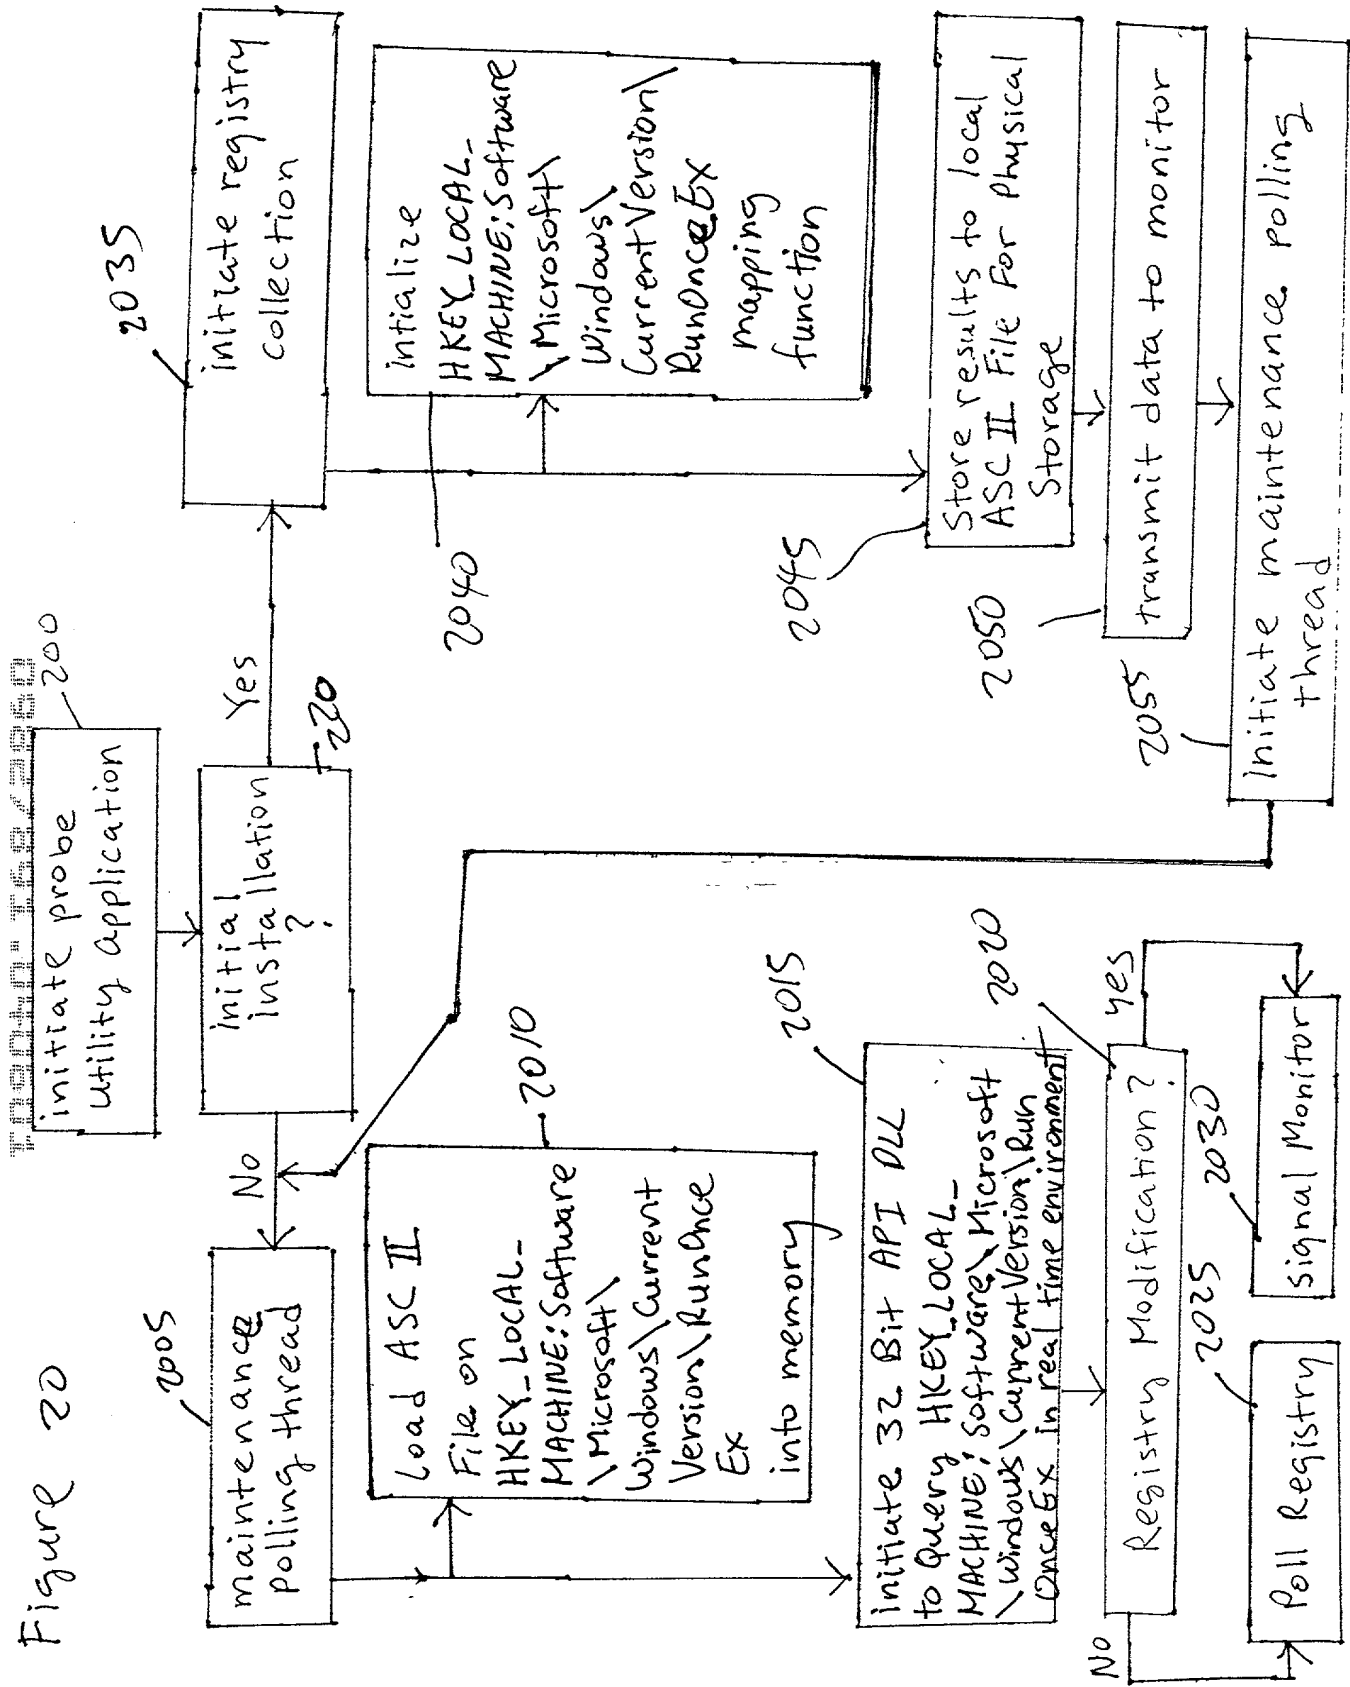 Figure 20
initiate probe
utility application
200
initial
installation
?
220
Yes
No
2035
initiate registry
collection
2040
intialize
HKEY_LOCAL_
MACHINE:Software
\Microsoft\
Windows\
CurrentVersion\
RunOnceEx
mapping
function
2045
Store results to local
ASC II File For Physical
Storage
2050
transmit data to monitor
2055
Initiate maintenance polling
thread
2005
maintenance
polling thread
2010
Load ASC II
File on
HKEY_LOCAL_
MACHINE:Software
\Microsoft\
Windows\Current
Version\RunOnce
Ex
into memory
2015
initiate 32 Bit API DLL
to Query HKEY_LOCAL_
MACHINE; Software\Microsoft
\Windows\CurrentVersion\Run
OnceEx in real time environment
2020
Registry Modification?
No
yes
2025
Poll Registry
2030
Signal Monitor